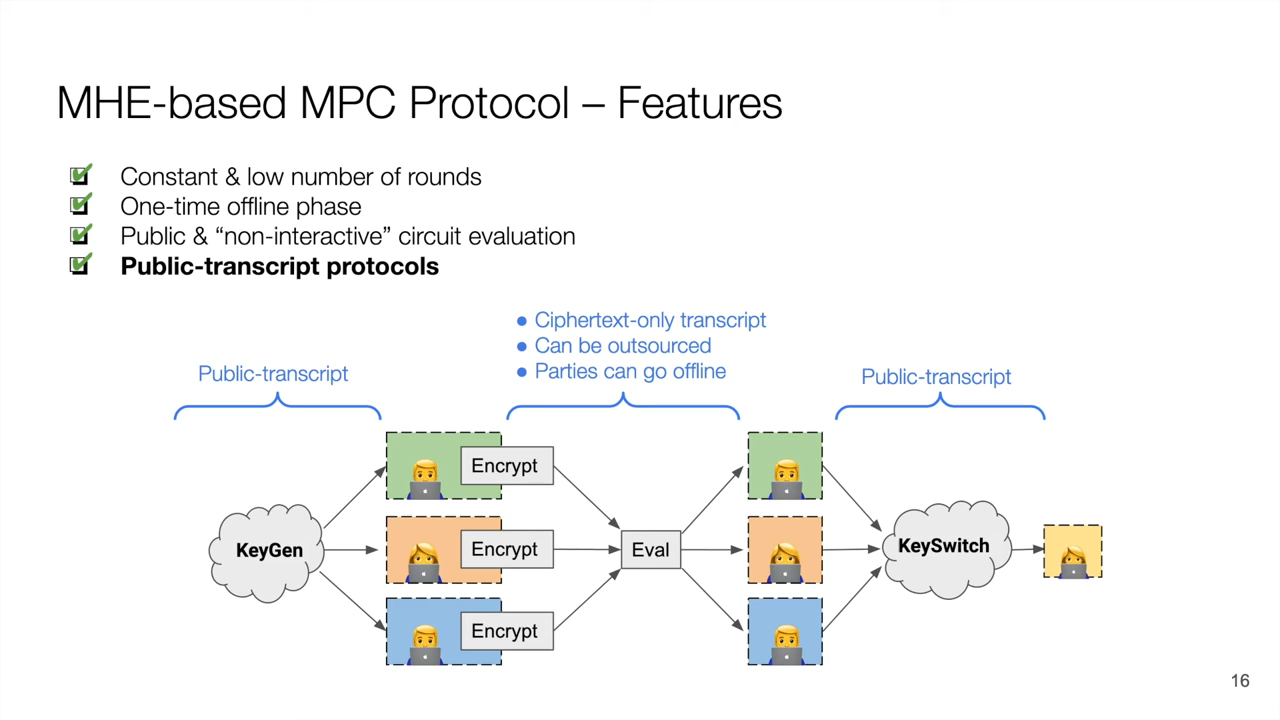 MHE-based MPC Protocol – Features
Constant & low number of rounds
One-time offline phase
Public & “non-interactive” circuit evaluation
Public-transcript protocols
● Ciphertext-only transcript
● Can be outsourced
● Parties can go offline
Public-transcript
Public-transcript
Encrypt
KeyGen
Encrypt
Eval
KeySwitch
Encrypt
16